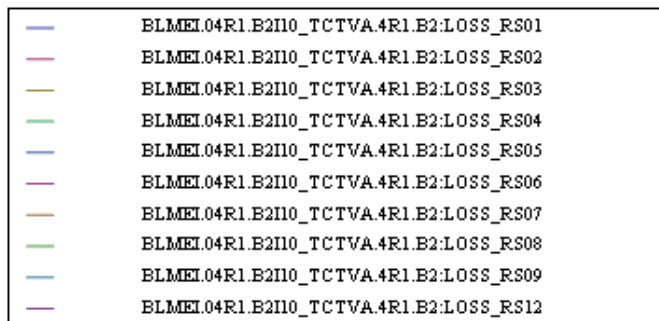 BLMEI.04R1.B2I10_TCTVA.4R1.B2:LOSS_RS01
BLMEI.04R1.B2I10_TCTVA.4R1.B2:LOSS_RS02
BLMEI.04R1.B2I10_TCTVA.4R1.B2:LOSS_RS03
BLMEI.04R1.B2I10_TCTVA.4R1.B2:LOSS_RS04
BLMEI.04R1.B2I10_TCTVA.4R1.B2:LOSS_RS05
BLMEI.04R1.B2I10_TCTVA.4R1.B2:LOSS_RS06
BLMEI.04R1.B2I10_TCTVA.4R1.B2:LOSS_RS07
BLMEI.04R1.B2I10_TCTVA.4R1.B2:LOSS_RS08
BLMEI.04R1.B2I10_TCTVA.4R1.B2:LOSS_RS09
BLMEI.04R1.B2I10_TCTVA.4R1.B2:LOSS_RS12